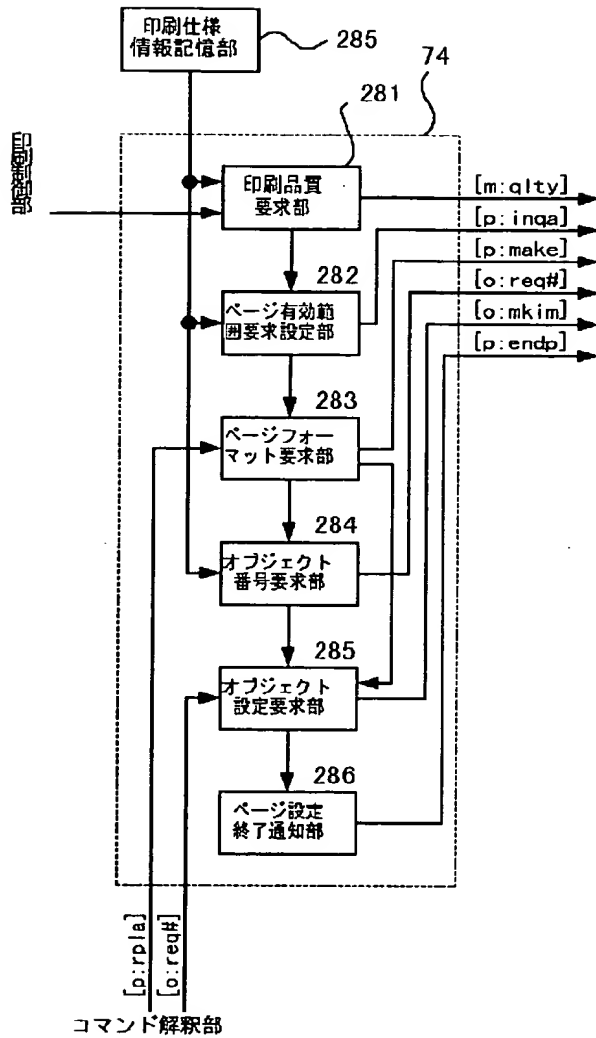 印刷仕様
情報記憶部
285
74
281
印刷制御部
印刷品質
要求部
[m:qlty]
[p:inqa]
[p:make]
[o:req#]
[o:mkim]
[p:endp]
282
ページ有効範
囲要求設定部
283
ページフォー
マット要求部
284
オブジェクト
番号要求部
285
オブジェクト
設定要求部
286
ページ設定
終了通知部
[p:rpla]
[o:req#]
コマンド解釈部